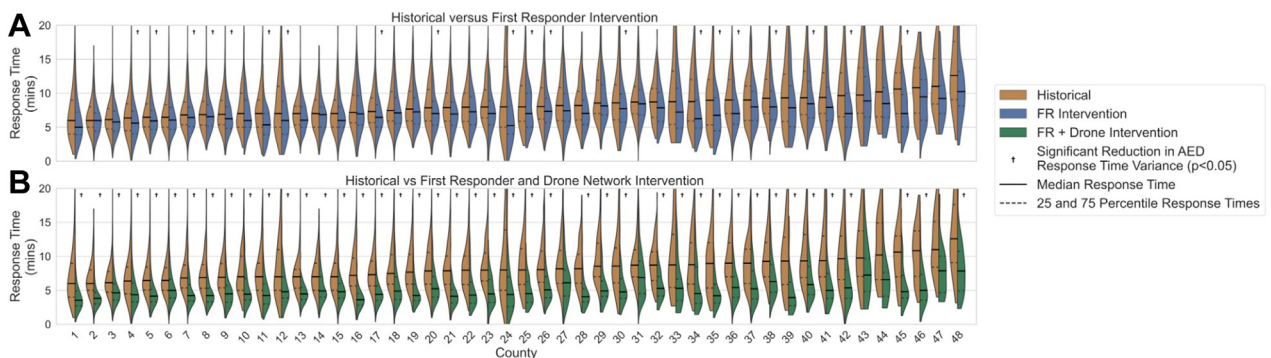 A
Historical versus First Responder Intervention
Response Time
(mins)
20
15
10
5
0
B
Historical vs First Responder and Drone Network Intervention
Response Time
(mins)
20
15
10
5
0
1 2 3 4 5 6 7 8 9 10 11 12 13 14 15 16 17 18 19 20 21 22 23 24 25 26 27 28 29 30 31 32 33 34 35 36 37 38 39 40 41 42 43 44 45 46 47 48
County
Historical
FR Intervention
FR + Drone Intervention
† Significant Reduction in AED
Response Time Variance (p<0.05)
Median Response Time
25 and 75 Percentile Response Times